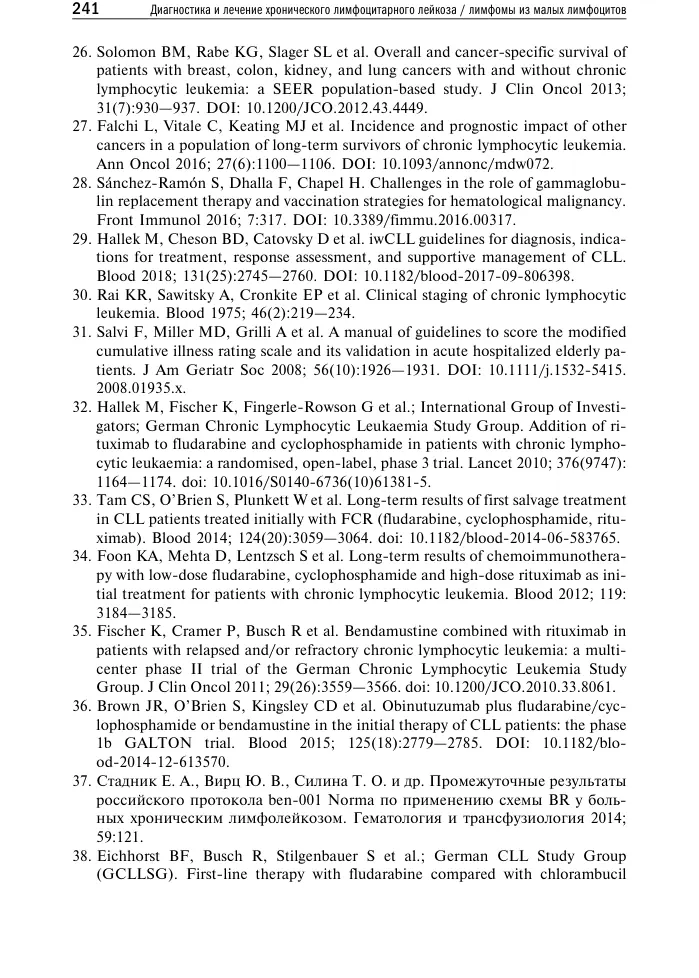 241 Диагностика и лечение хронического лимфоцитарного лейкоза / лимфомы из малых лимфоцитов
26. Solomon BM, Rabe KG, Slager SL et al. Overall and cancer-specific survival of
patients with breast, colon, kidney, and lung cancers with and without chronic
lymphocytic leukemia: a SEER population-based study. J Clin Oncol 2013;
31(7):930—937. DOI: 10.1200/JCO.2012.43.4449.
27. Falchi L, Vitale C, Keating MJ et al. Incidence and prognostic impact of other
cancers in a population of long-term survivors of chronic lymphocytic leukemia.
Ann Oncol 2016; 27(6):1100—1106. DOI: 10.1093/annonc/mdw072.
28. Sánchez-Ramón S, Dhalla F, Chapel H. Challenges in the role of gammaglobu-
lin replacement therapy and vaccination strategies for hematological malignancy.
Front Immunol 2016; 7:317. DOI: 10.3389/fimmu.2016.00317.
29. Hallek M, Cheson BD, Catovsky D et al. iwCLL guidelines for diagnosis, indica-
tions for treatment, response assessment, and supportive management of CLL.
Blood 2018; 131(25):2745—2760. DOI: 10.1182/blood-2017-09-806398.
30. Rai KR, Sawitsky A, Cronkite EP et al. Clinical staging of chronic lymphocytic
leukemia. Blood 1975; 46(2):219—234.
31. Salvi F, Miller MD, Grilli A et al. A manual of guidelines to score the modified
cumulative illness rating scale and its validation in acute hospitalized elderly pa-
tients. J Am Geriatr Soc 2008; 56(10):1926—1931. DOI: 10.1111/j.1532-5415.
2008.01935.x.
32. Hallek M, Fischer K, Fingerle-Rowson G et al.; International Group of Investi-
gators; German Chronic Lymphocytic Leukaemia Study Group. Addition of ri-
tuximab to fludarabine and cyclophosphamide in patients with chronic lympho-
cytic leukaemia: a randomised, open-label, phase 3 trial. Lancet 2010; 376(9747):
1164—1174. doi: 10.1016/S0140-6736(10)61381-5.
33. Tam CS, O’Brien S, Plunkett W et al. Long-term results of first salvage treatment
in CLL patients treated initially with FCR (fludarabine, cyclophosphamide, ritu-
ximab). Blood 2014; 124(20):3059—3064. doi: 10.1182/blood-2014-06-583765.
34. Foon KA, Mehta D, Lentzsch S et al. Long-term results of chemoimmunothera-
py with low-dose fludarabine, cyclophosphamide and high-dose rituximab as ini-
tial treatment for patients with chronic lymphocytic leukemia. Blood 2012; 119:
3184—3185.
35. Fischer K, Cramer P, Busch R et al. Bendamustine combined with rituximab in
patients with relapsed and/or refractory chronic lymphocytic leukemia: a multi-
center phase II trial of the German Chronic Lymphocytic Leukemia Study
Group. J Clin Oncol 2011; 29(26):3559—3566. doi: 10.1200/JCO.2010.33.8061.
36. Brown JR, O’Brien S, Kingsley CD et al. Obinutuzumab plus fludarabine/cyc-
lophosphamide or bendamustine in the initial therapy of CLL patients: the phase
1b GALTON trial. Blood 2015; 125(18):2779—2785. DOI: 10.1182/blo-
od-2014-12-613570.
37. Стадник Е. А., Вирц Ю. В., Силина Т. О. и др. Промежуточные результаты
российского протокола ben-001 Norma по применению схемы BR у боль-
ных хроническим лимфолейкозом. Гематология и трансфузиология 2014;
59:121.
38. Eichhorst BF, Busch R, Stilgenbauer S et al.; German CLL Study Group
(GCLLSG). First-line therapy with fludarabine compared with chlorambucil